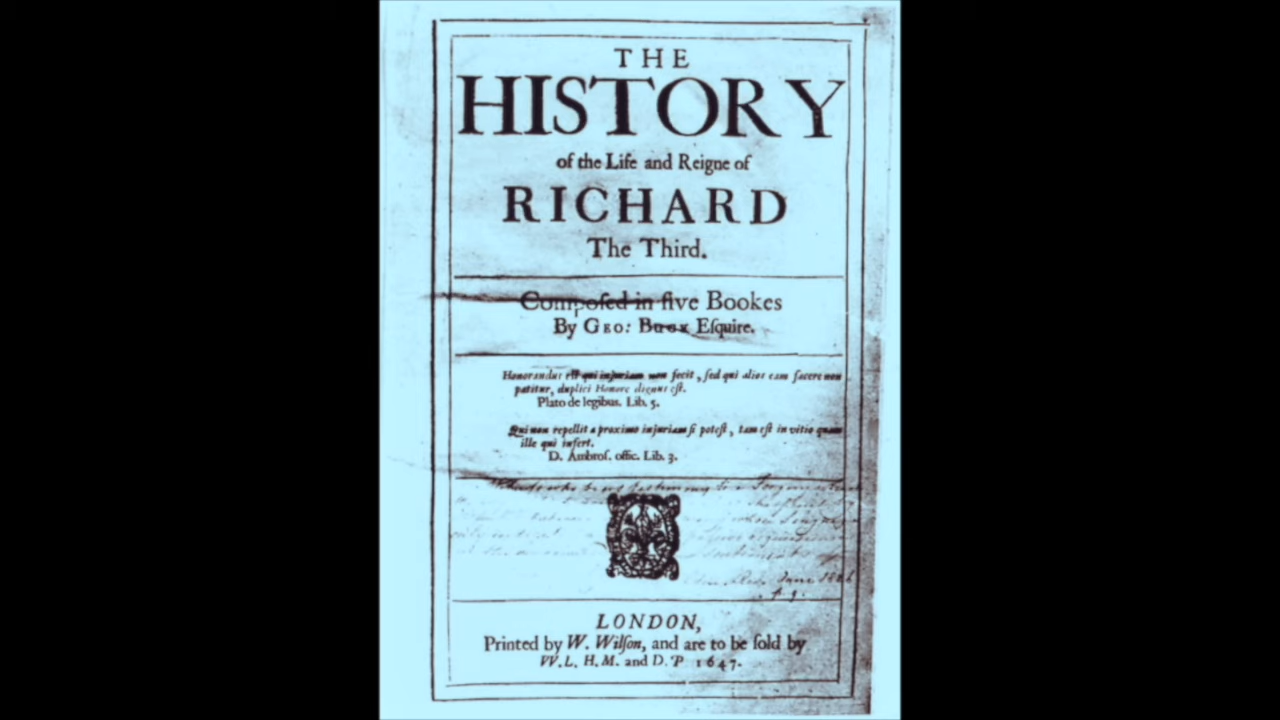 THE
HISTORY
of the Life and Reigne of
RICHARD
The Third.
Compoſed in five Bookes
By GEO: BUCK Eſquire.
Honorandus eſt qui injuriam non fecit, ſed qui alios eam facere non
patitur, duplici Honore dignus eſt.
Plato de legibus. Lib. 5.
Qui non repellit a proximo injuriam ſi poteſt, tam eſt in vitio quam
ille qui infert.
D. Ambroſ. offic. Lib. 3.
June
p. 9.
LONDON,
Printed by W. Wilſon, and are to be ſold by
W.L. H.M. and D.P 1647.